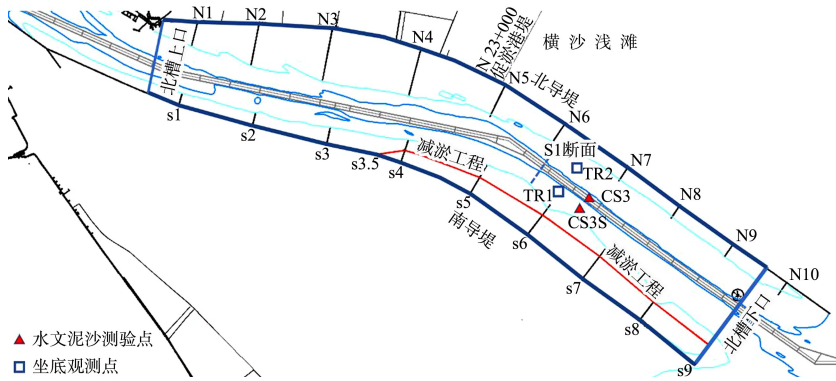 N1
N2
N3
N4
N 23+000
促淤港堤
横沙浅滩
北槽上口
N5
北导堤
N6
S1断面
N7
TR2
TR1
CS3
CS3S
N8
N9
N10
s1
s2
s3
s3.5
s4
减淤工程
s5
南导堤
s6
减淤工程
s7
s8
s9
北槽下口
水文泥沙测验点
坐底观测点